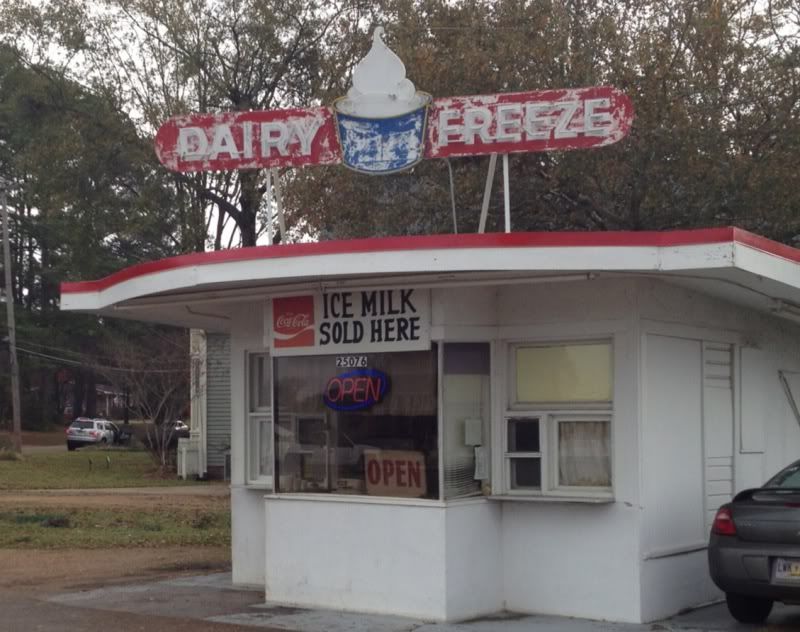 DAIRY FREEZE
Coca-Cola
ICE MILK
SOLD HERE
25076
OPEN
OPEN